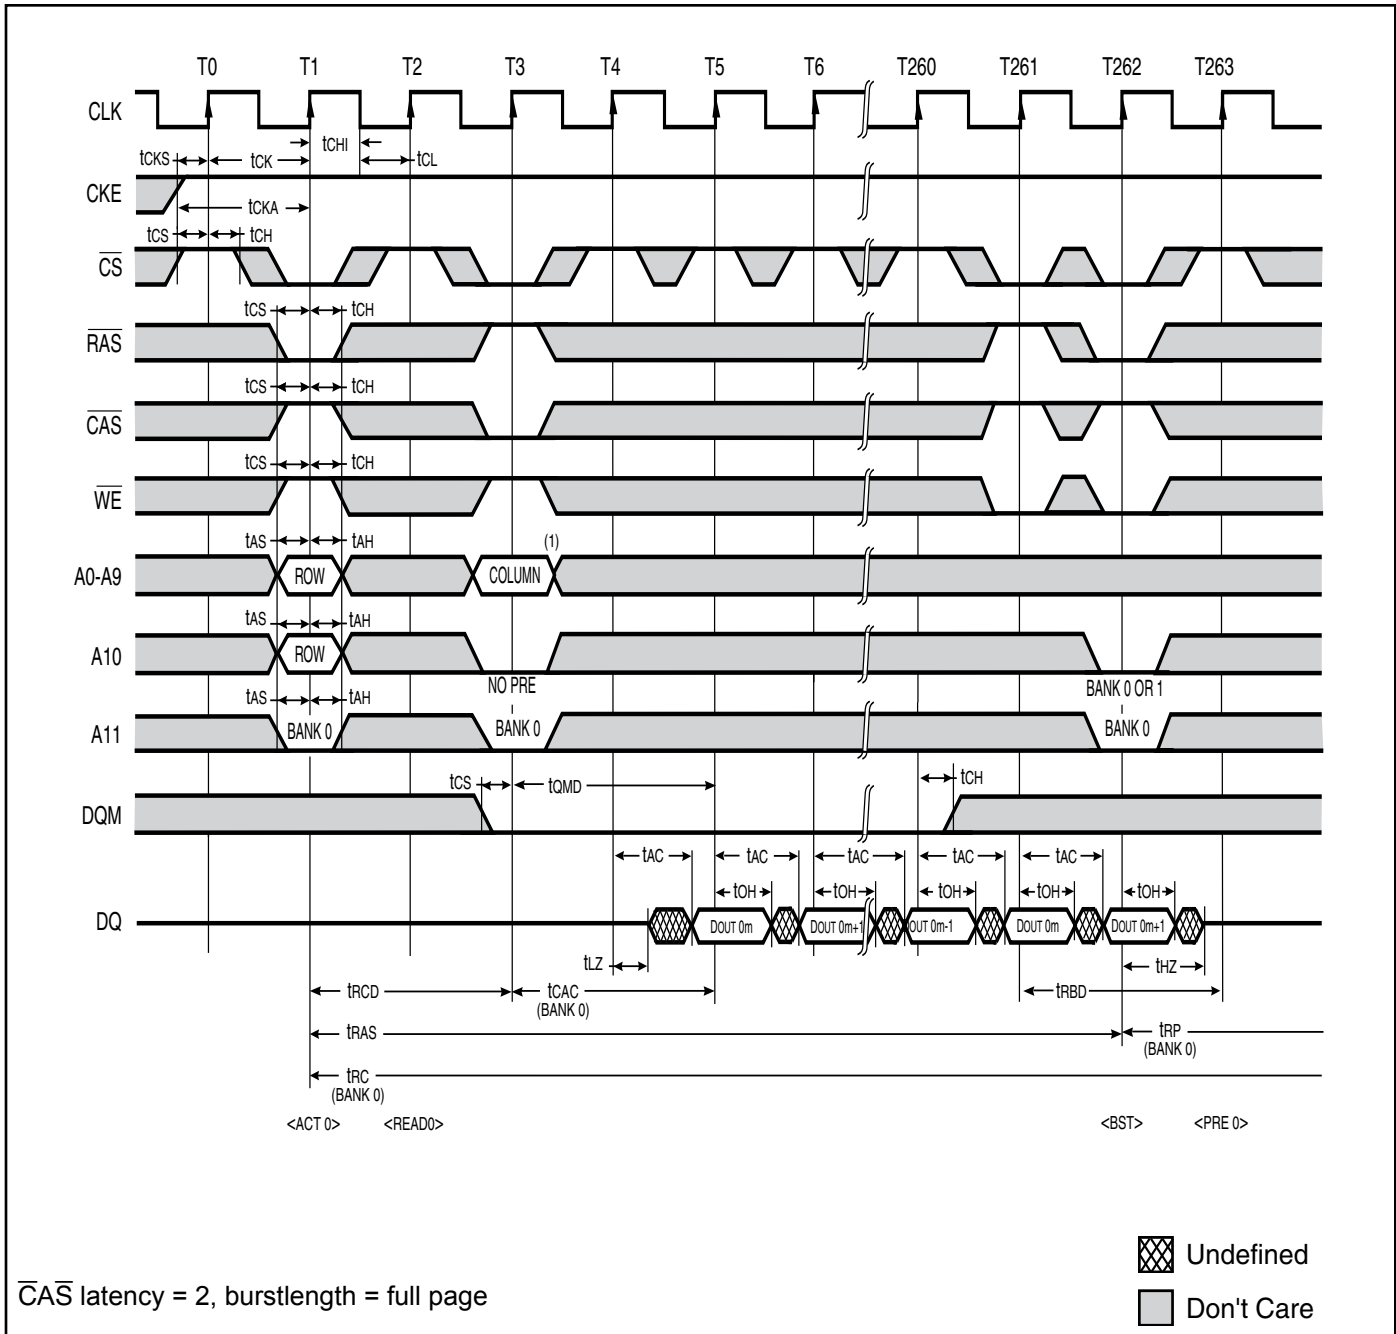 T0 T1 T2 T3 T4 T5 T6 T260 T261 T262 T263
CLK
tCHI
tCKS tCK tCL
CKE
tCKA
tCS tCH
CS
tCS tCH
RAS
tCS tCH
CAS
tCS tCH
WE
tAS tAH (1)
A0-A9 ROW COLUMN
tAS tAH
A10 ROW
NO PRE BANK 0 OR 1
tAS tAH
A11 BANK 0 BANK 0 BANK 0
tCS tQMD tCH
DQM
tAC tAC tAC tAC tAC
tOH tOH tOH tOH tOH
DQ DOUT 0m DOUT 0m+1 OUT 0m-1 DOUT 0m DOUT 0m+1
tLZ tHZ
tRCD tCAC tRBD
(BANK 0)
tRAS tRP
(BANK 0)
tRC
(BANK 0)
<ACT 0> <READ0> <BST> <PRE 0>
Undefined
CAS latency = 2, burstlength = full page
Don't Care